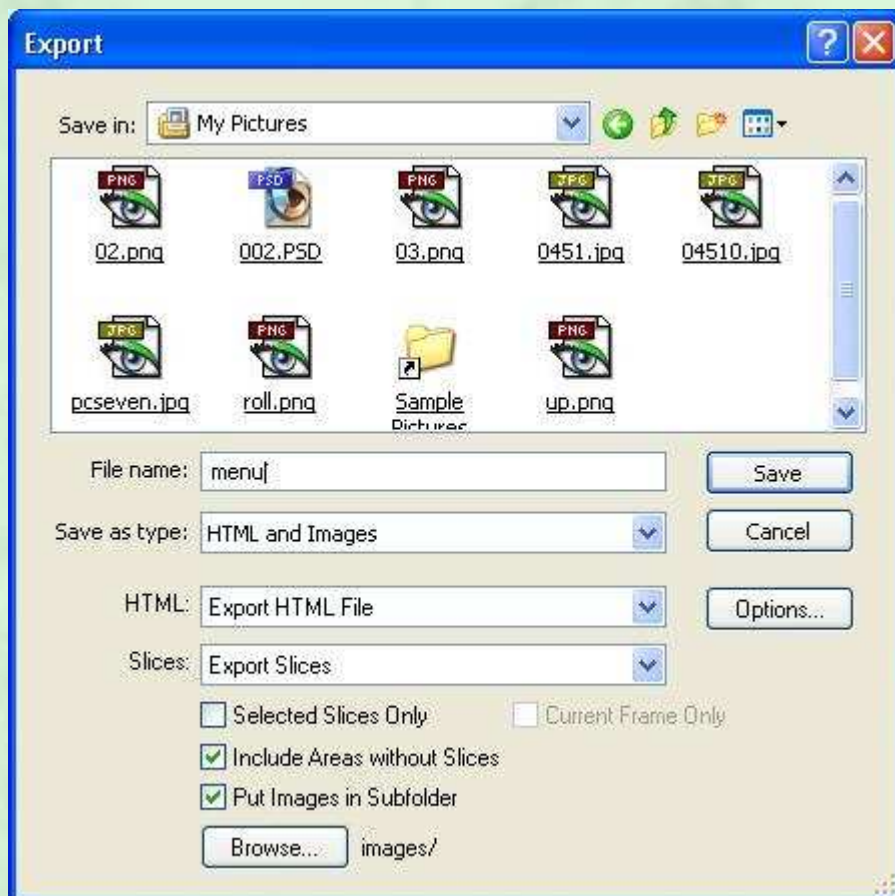 Export
Save in: My Pictures
PNG PSD PNG JPG JPG
02.png 002.PSD 03.png 0451.jpg 04510.jpg
JPG PNG PNG
pcseven.jpg roll.png Sample Pictures up.png
File name: menu Save
Save as type: HTML and Images Cancel
HTML: Export HTML File Options...
Slices: Export Slices
Selected Slices Only Current Frame Only
Include Areas without Slices
Put Images in Subfolder
Browse... images/